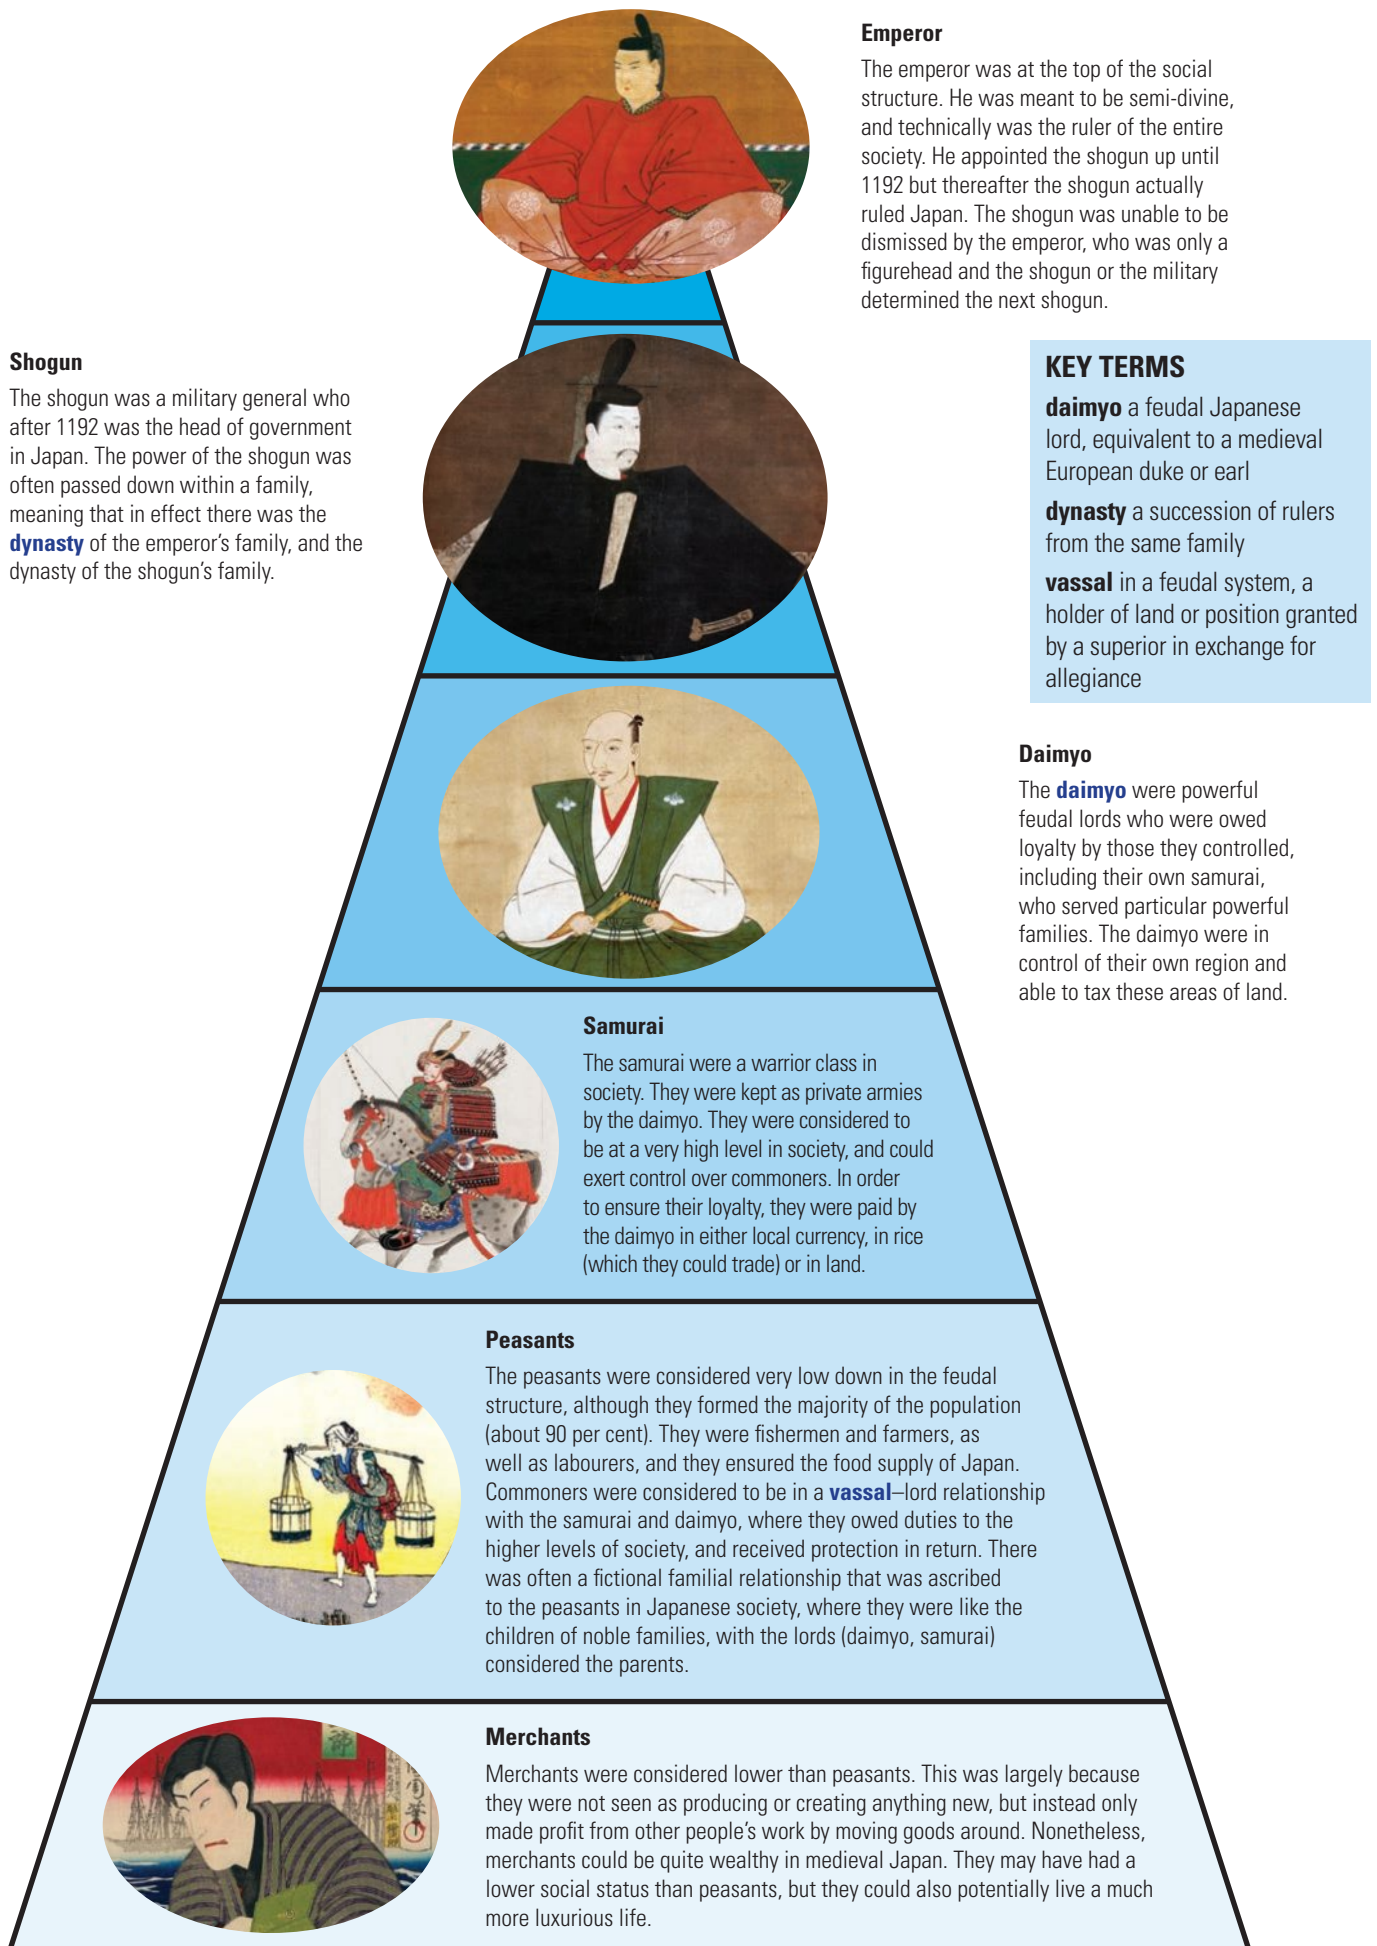 Emperor
The emperor was at the top of the social
structure. He was meant to be semi-divine,
and technically was the ruler of the entire
society. He appointed the shogun up until
1192 but thereafter the shogun actually
ruled Japan. The shogun was unable to be
dismissed by the emperor, who was only a
figurehead and the shogun or the military
determined the next shogun.
Shogun
The shogun was a military general who
after 1192 was the head of government
in Japan. The power of the shogun was
often passed down within a family,
meaning that in effect there was the
dynasty of the emperor's family, and the
dynasty of the shogun's family.
KEY TERMS
daimyo a feudal Japanese
lord, equivalent to a medieval
European duke or earl
dynasty a succession of rulers
from the same family
vassal in a feudal system, a
holder of land or position granted
by a superior in exchange for
allegiance
Daimyo
The daimyo were powerful
feudal lords who were owed
loyalty by those they controlled,
including their own samurai,
who served particular powerful
families. The daimyo were in
control of their own region and
able to tax these areas of land.
Samurai
The samurai were a warrior class in
society. They were kept as private armies
by the daimyo. They were considered to
be at a very high level in society, and could
exert control over commoners. In order
to ensure their loyalty, they were paid by
the daimyo in either local currency, in rice
(which they could trade) or in land.
Peasants
The peasants were considered very low down in the feudal
structure, although they formed the majority of the population
(about 90 per cent). They were fishermen and farmers, as
well as labourers, and they ensured the food supply of Japan.
Commoners were considered to be in a vassal–lord relationship
with the samurai and daimyo, where they owed duties to the
higher levels of society, and received protection in return. There
was often a fictional familial relationship that was ascribed
to the peasants in Japanese society, where they were like the
children of noble families, with the lords (daimyo, samurai)
considered the parents.
Merchants
Merchants were considered lower than peasants. This was largely because
they were not seen as producing or creating anything new, but instead only
made profit from other people's work by moving goods around. Nonetheless,
merchants could be quite wealthy in medieval Japan. They may have had a
lower social status than peasants, but they could also potentially live a much
more luxurious life.